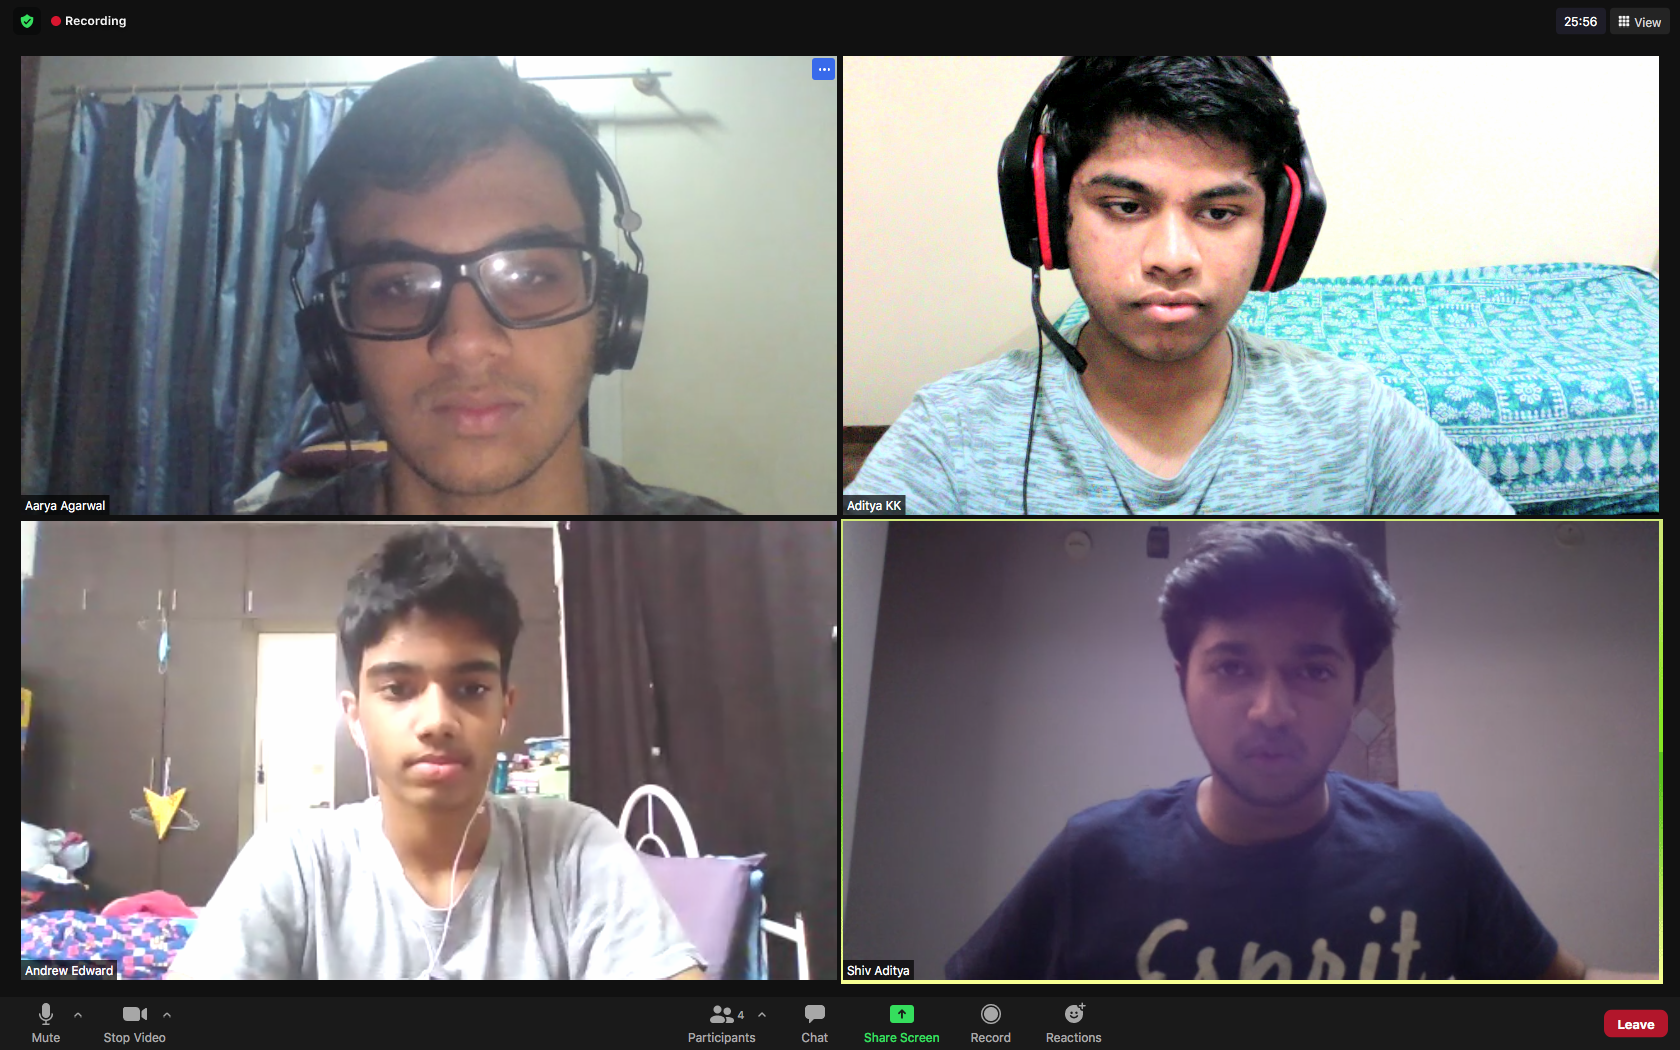 Recording
25:56
View
Aarya Agarwal
Aditya KK
Andrew Edward
Shiv Aditya
Esprit
Mute
Stop Video
Participants
4
Chat
Share Screen
Record
Reactions
Leave